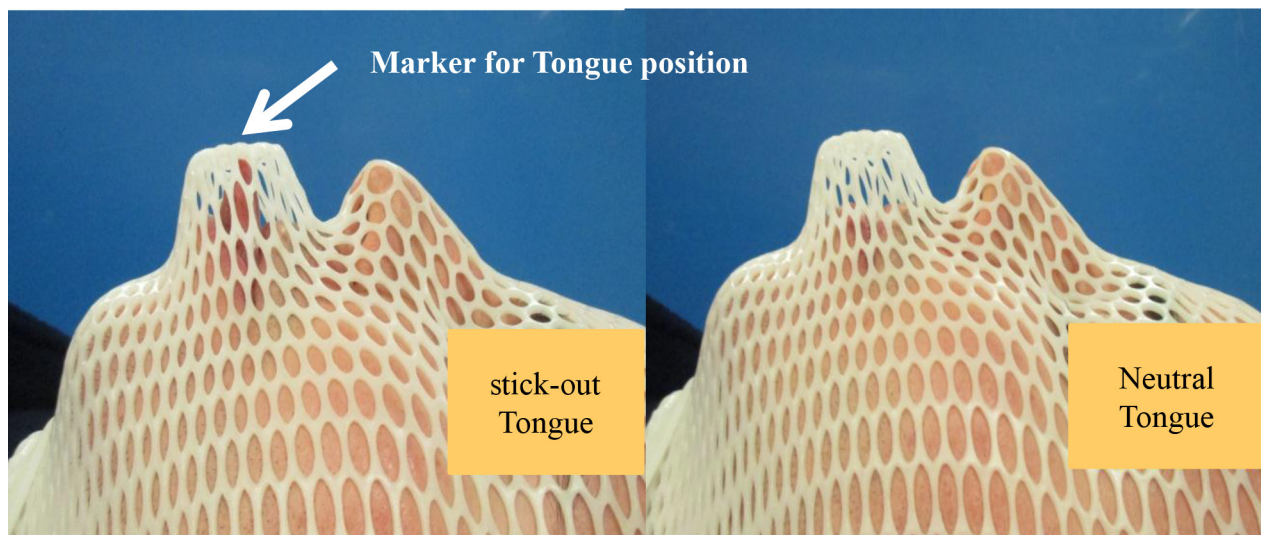 Marker for Tongue position
stick-out
Tongue
Neutral
Tongue